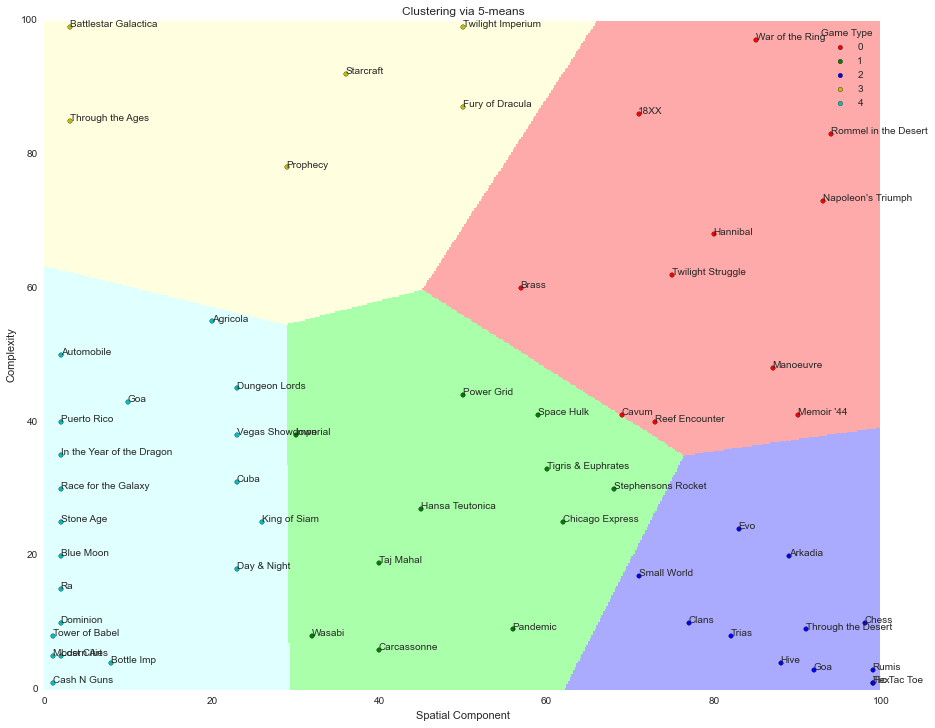 Clustering via 5-means
100
Battlestar Galactica
Twilight Imperium
War of the Ring
Game Type
0
1
2
3
4
Starcraft
Fury of Dracula
18XX
Through the Ages
Rommel in the Desert
80
Prophecy
Napoleon's Triumph
Hannibal
Twilight Struggle
60
Brass
Agricola
Automobile
Manoeuvre
Dungeon Lords
Power Grid
Goa
Space Hulk
Cavum
Memoir '44
40
Puerto Rico
Reef Encounter
Vegas Showdown
Imperial
In the Year of the Dragon
Tigris & Euphrates
Cuba
Race for the Galaxy
Stephensons Rocket
Hansa Teutonica
Stone Age
King of Siam
Chicago Express
Evo
20
Blue Moon
Arkadia
Taj Mahal
Day & Night
Small World
Ra
Dominion
Clans
Chess
Pandemic
Through the Desert
Tower of Babel
Wasabi
Trias
Carcassonne
Modern Art
Lost Cities
Bottle Imp
Hive
Goa
Rumis
Cash N Guns
Tic Tac Toe
Hex
0
0
20
40
60
80
100
Complexity
Spatial Component